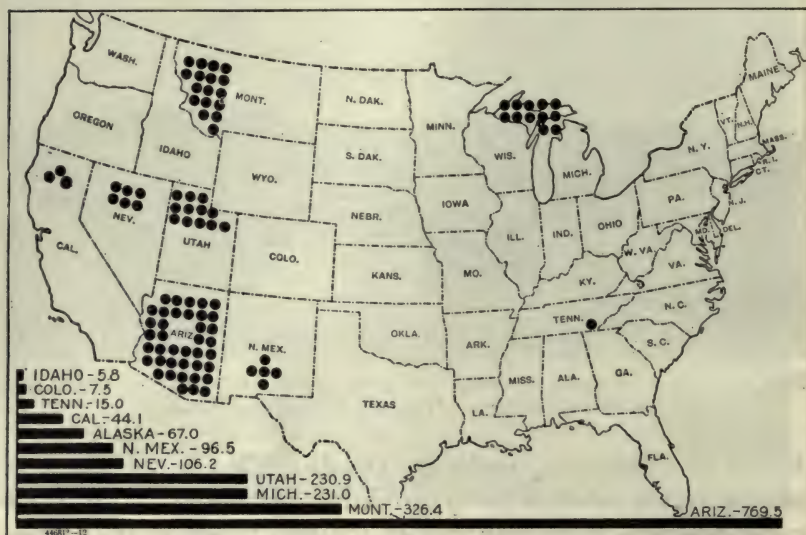 WASH.
MONT.
N. DAK.
MINN.
MAINE
OREGON
IDAHO
WYO.
S. DAK.
WIS.
MICH.
N.Y.
VT.
N.H.
MASS.
R.I.
CT.
NEV.
UTAH
COLO.
NEBR.
IOWA
ILL.
IND.
OHIO
PA.
N.J.
MD.
DEL.
W. VA.
VA.
CAL.
KANS.
MO.
KY.
TENN.
N. C.
S. C.
ARIZ
N. MEX.
OKLA.
ARK.
MISS.
ALA.
GA.
TEXAS
LA.
FLA.
IDAHO-5.8
COLO.-7.5
TENN.-15.0
CAL.-44.1
ALASKA-67.0
N. MEX.-96.5
NEV.-106.2
UTAH-230.9
MICH.-231.0
MONT.-326.4
ARIZ.-769.5
44681°-12